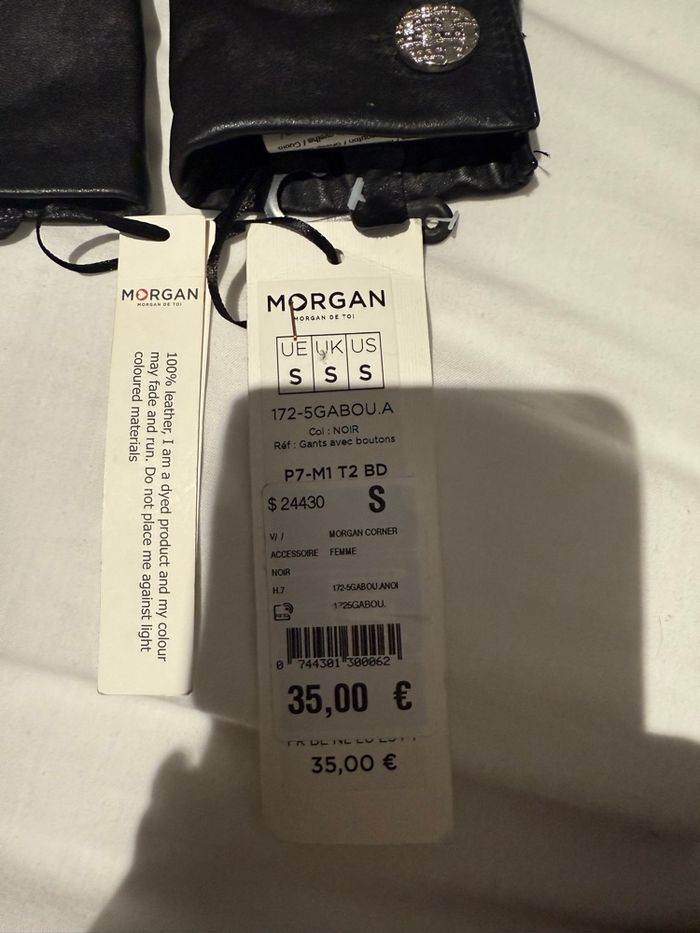 MORGAN
MORGAN DE TOI
100% leather, I am a dyed product and my colour
may fade and run. Do not place me against light
coloured materials
MORGAN
MORGAN DE TOI
UE UK US
S S S
172-5GABOU.A
Col : NOIR
Réf : Gants avec boutons
P7-M1 T2 BD
$ 24430 S
V/ / MORGAN CORNER
ACCESSOIRE FEMME
NOIR
H.7 172-5GABOU.ANOI
1725GABOU.
0 744301 300062
35,00 €
35,00 €